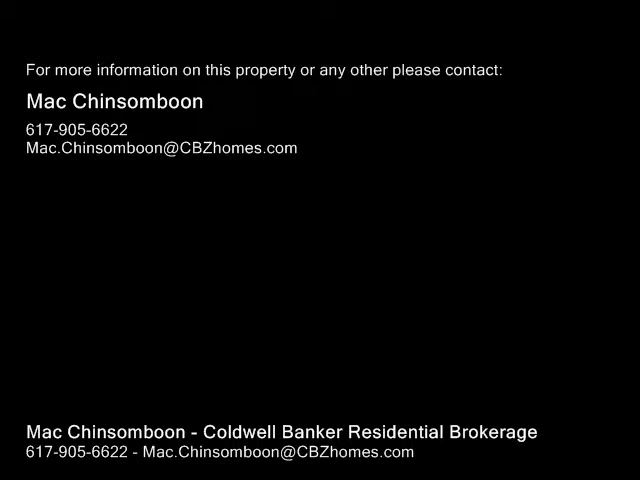 For more information on this property or any other please contact:
Mac Chinsomboon
617-905-6622
Mac.Chinsomboon@CBZhomes.com
Mac Chinsomboon - Coldwell Banker Residential Brokerage
617-905-6622 - Mac.Chinsomboon@CBZhomes.com